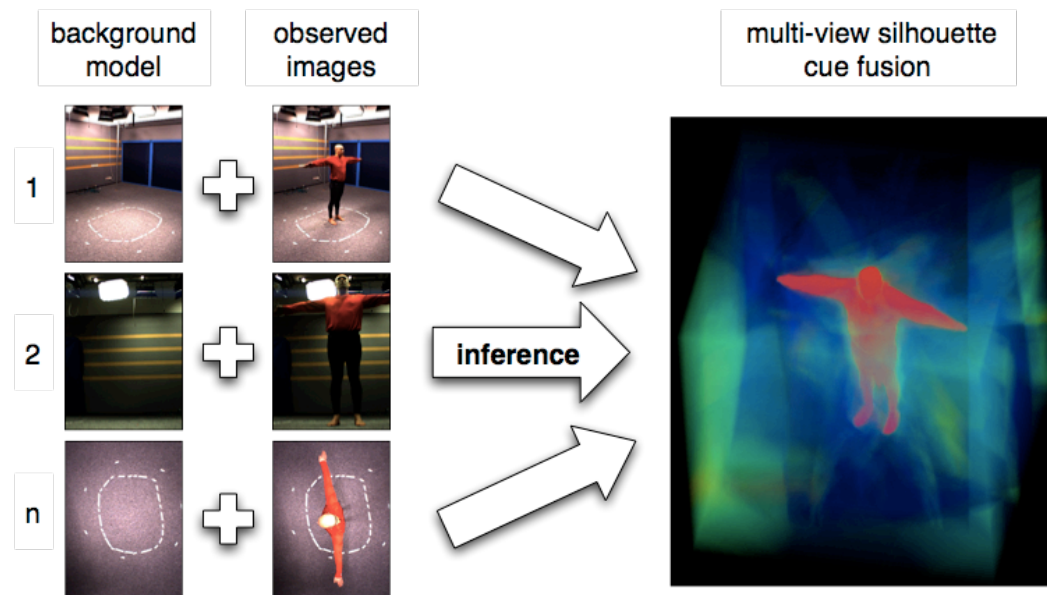 background
model
observed
images
multi-view silhouette
cue fusion
1
2
inference
n